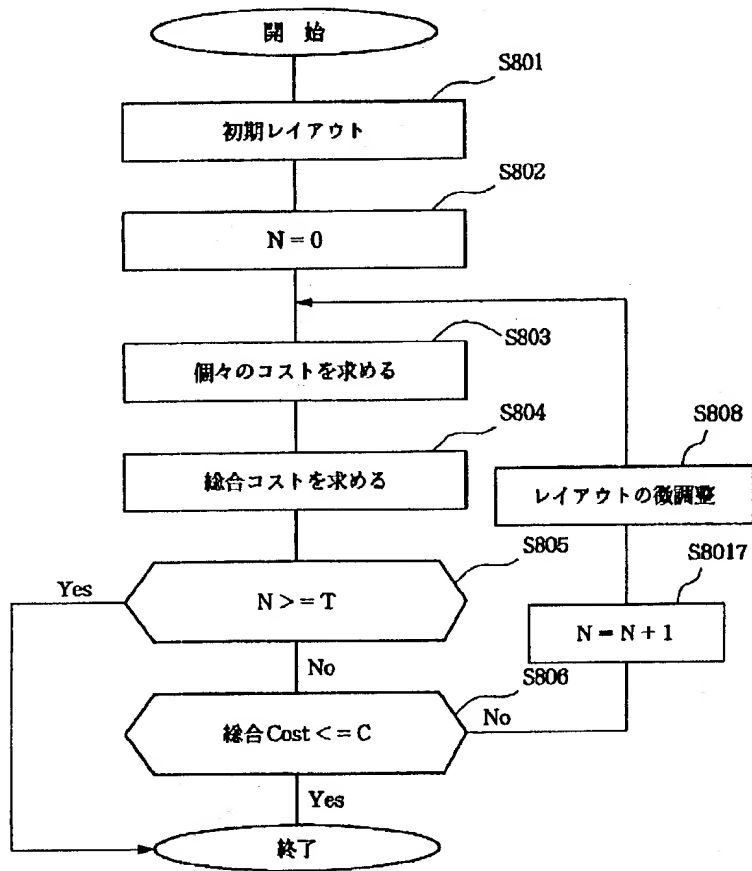 開 始
S801
初期レイアウト
S802
N = 0
S803
個々のコストを求める
S804
総合コストを求める
S808
レイアウトの微調整
S805
Yes
N > = T
S8017
N = N + 1
No
S806
総合Cost < = C
No
Yes
終了